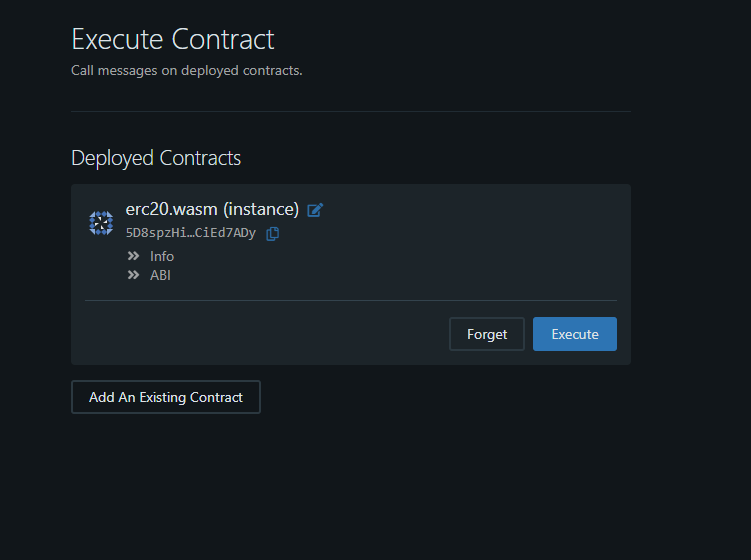 Execute Contract
Call messages on deployed contracts.
Deployed Contracts
erc20.wasm (instance)
5D8spzHi…CiEd7ADy
Info
ABI
Forget
Execute
Add An Existing Contract